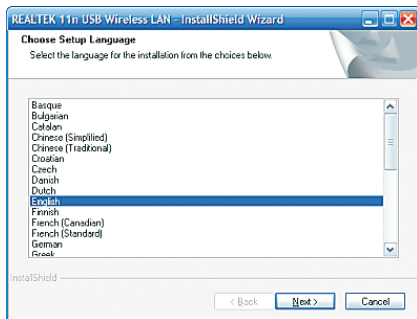 REALTEK 11n USB Wireless LAN - InstallShield Wizard
Choose Setup Language
Select the language for the installation from the choices below.
Basque
Bulgarian
Catalan
Chinese (Simplified)
Chinese (Traditional)
Croatian
Czech
Danish
Dutch
English
Finnish
French (Canadian)
French (Standard)
German
Greek
InstallShield
< Back
Next >
Cancel